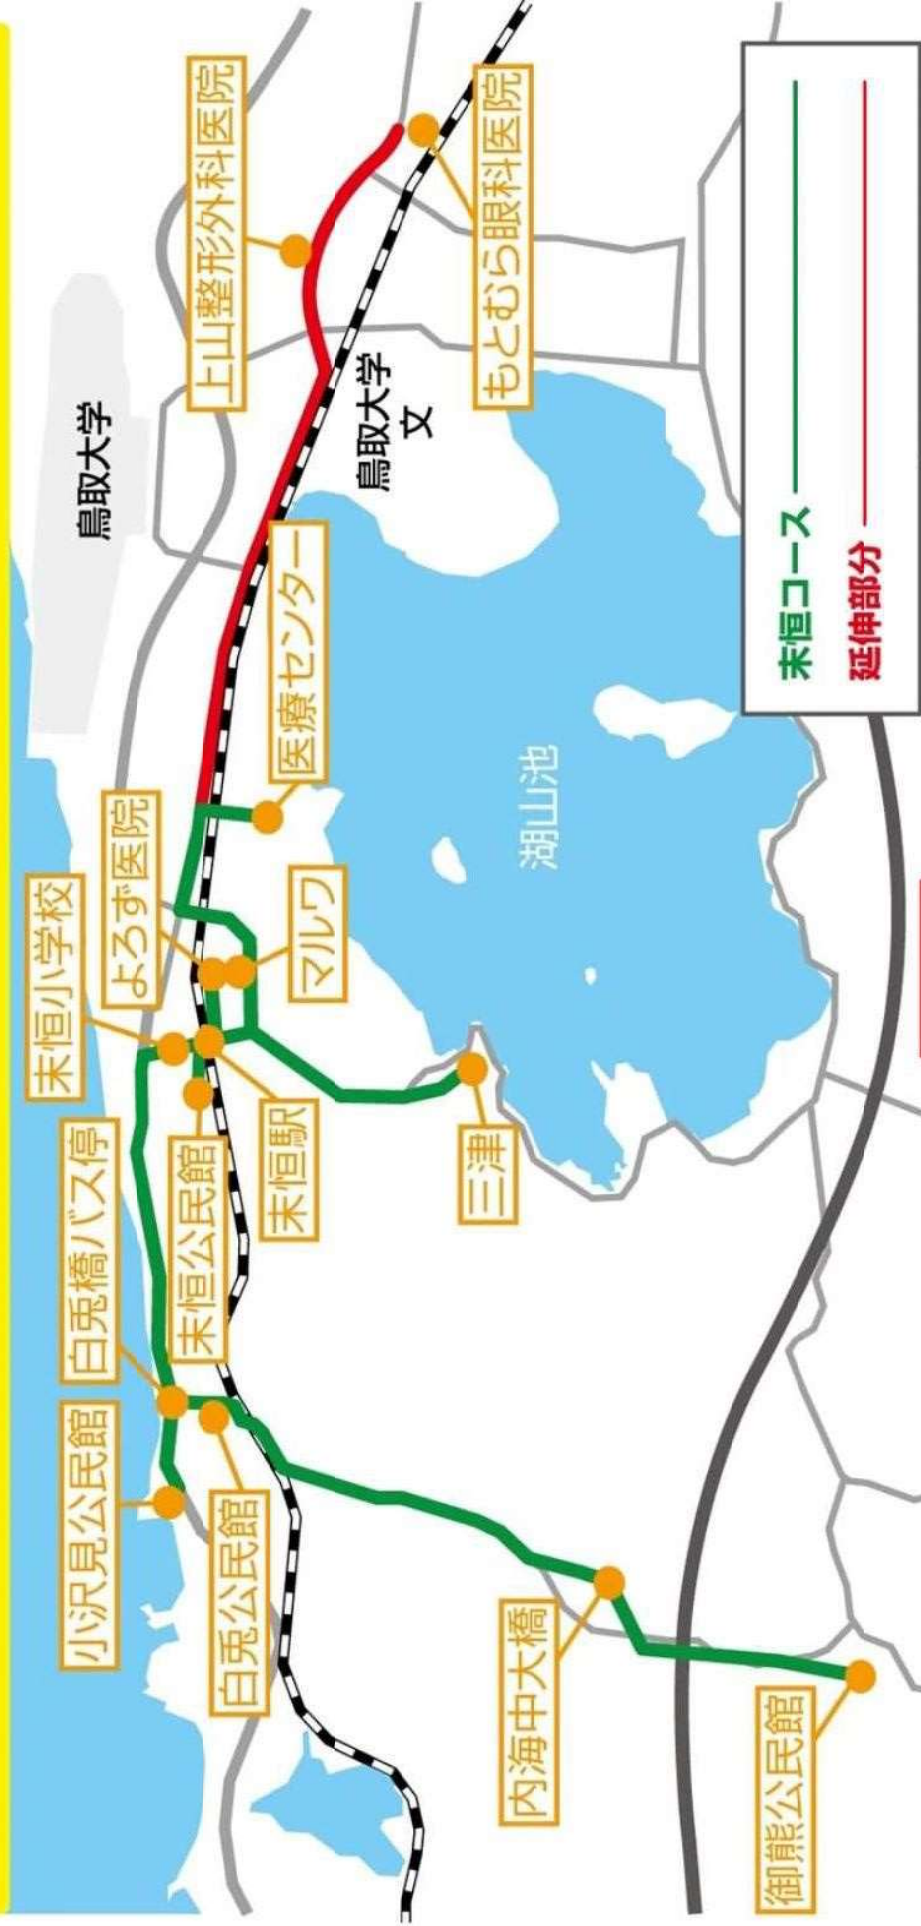 小沢見公民館
白兎橋バス停
末恒小学校
よろず医院
鳥取大学
上山整形外科医院
白兎公民館
末恒公民館
末恒駅
マルワ
医療センター
鳥取大学
文
もとむら眼科医院
三津
湖山池
内海中大橋
御熊公民館
末恒コース
延伸部分